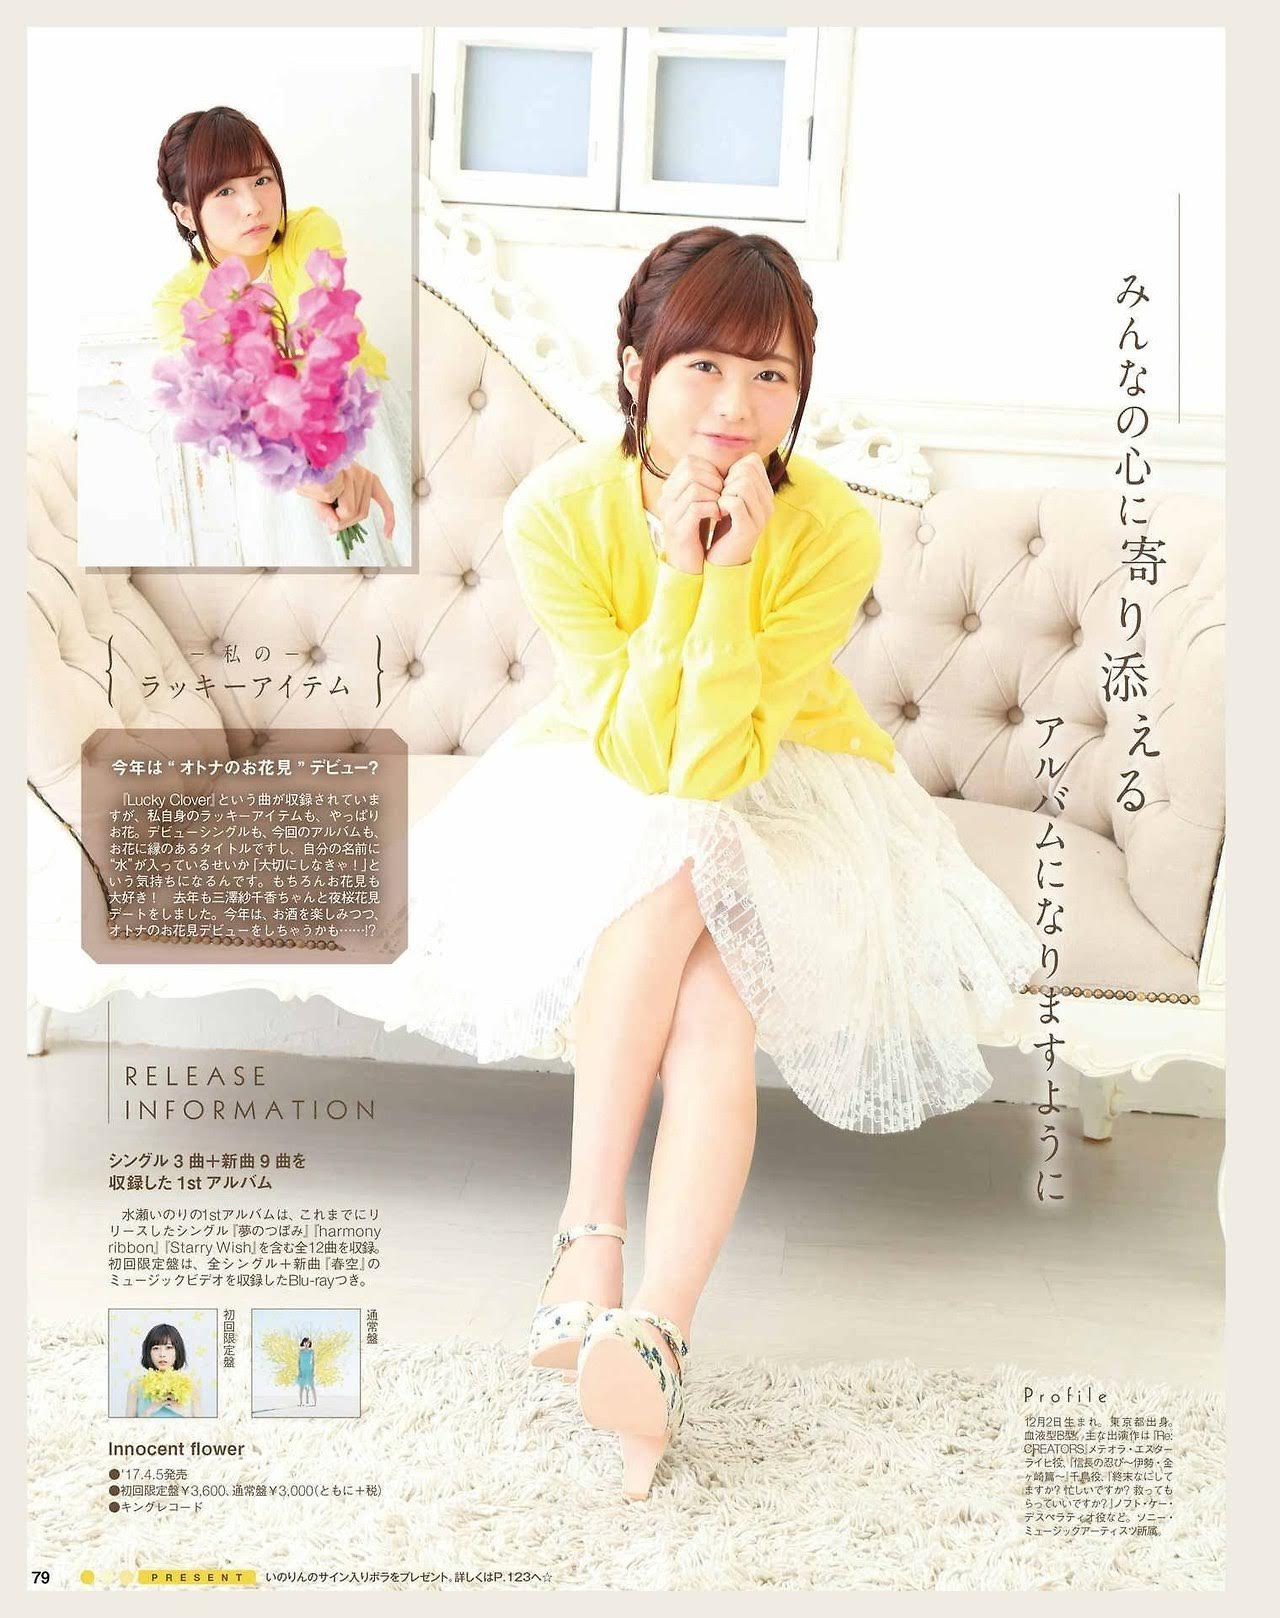 みんなの心に寄り添える
アルバムになりますように
― 私の ―
ラッキーアイテム
今年は“オトナのお花見”デビュー?
『Lucky Clover』という曲が収録されていま
すが、私自身のラッキーアイテムも、やっぱり
お花。デビューシングルも、今回のアルバムも、
お花に縁のあるタイトルですし、自分の名前に
“水”が入っているせいか「大切にしなきゃ!」と
いう気持ちになるんです。もちろんお花見も
大好き! 去年も三澤紗千香ちゃんと夜桜花見
デートをしました。今年は、お酒を楽しみつつ、
オトナのお花見デビューをしちゃうかも……!?
RELEASE
INFORMATION
シングル3曲+新曲9曲を
収録した1stアルバム
水瀬いのりの1stアルバムは、これまでにリ
リースしたシングル『夢のつぼみ』『harmony
ribbon』『Starry Wish』を含む全12曲を収録。
初回限定盤は、全シングル+新曲『春空』の
ミュージックビデオを収録したBlu-rayつき。
初回限定盤
通常盤
Innocent flower
●'17.4.5発売
●初回限定盤¥3,600、通常盤¥3,000(ともに+税)
●キングレコード
Profile
12月2日生まれ。東京都出身。
血液型B型。主な出演作は『Re:
CREATORS』メテオラ・エスター
ライヒ役、『信長の忍び~伊勢・金
ヶ崎篇~』千鳥役、『終末なにして
ますか? 忙しいですか? 救っても
らっていいですか?』ノフト・ケー・
デスペラティオ役など。ソニー・
ミュージックアーティスツ所属。
79 PRESENT いのりんのサイン入りポラをプレゼント。詳しくはP.123へ☆